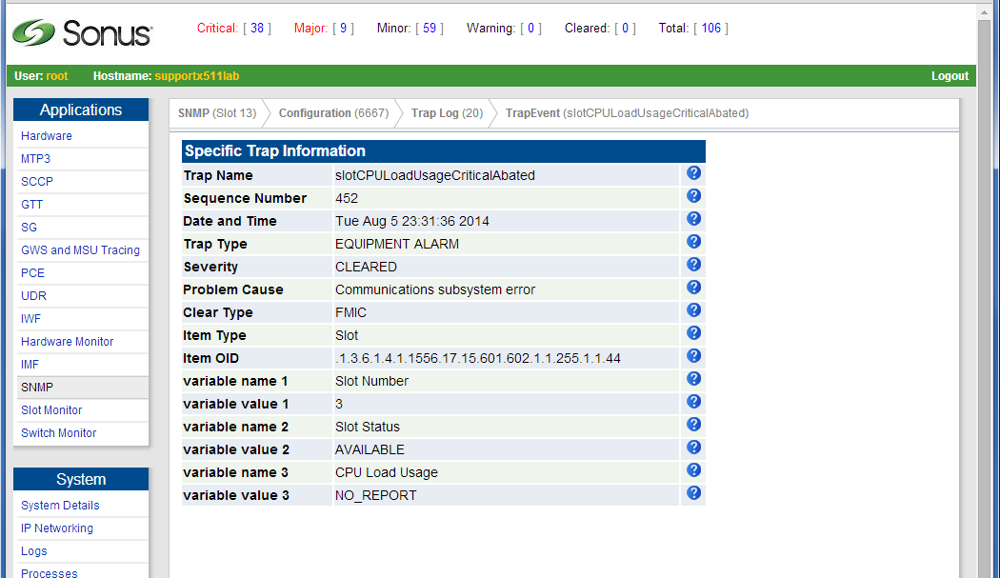 Sonus Critical: [ 38 ] Major: [ 9 ] Minor: [ 59 ] Warning: [ 0 ] Cleared: [ 0 ] Total: [ 106 ]
User: root Hostname: supportx511lab Logout
Applications
Hardware
MTP3
SCCP
GTT
SG
GWS and MSU Tracing
PCE
UDR
IWF
Hardware Monitor
IMF
SNMP
Slot Monitor
Switch Monitor
System
System Details
IP Networking
Logs
Processes
SNMP (Slot 13) Configuration (6667) Trap Log (20) TrapEvent (slotCPULoadUsageCriticalAbated)
Specific Trap Information
Trap Name slotCPULoadUsageCriticalAbated ?
Sequence Number 452 ?
Date and Time Tue Aug 5 23:31:36 2014 ?
Trap Type EQUIPMENT ALARM ?
Severity CLEARED ?
Problem Cause Communications subsystem error ?
Clear Type FMIC ?
Item Type Slot ?
Item OID .1.3.6.1.4.1.1556.17.15.601.602.1.1.255.1.1.44 ?
variable name 1 Slot Number ?
variable value 1 3 ?
variable name 2 Slot Status ?
variable value 2 AVAILABLE ?
variable name 3 CPU Load Usage ?
variable value 3 NO_REPORT ?